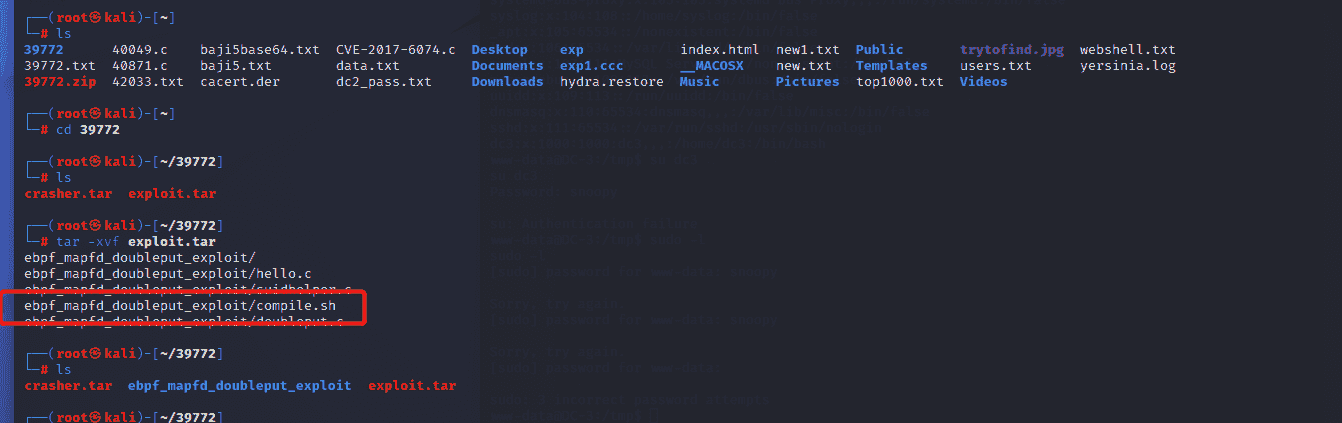 ┌──(root㉿kali)-[~]
└─# ls
39772 40049.c baji5base64.txt CVE-2017-6074.c Desktop exp index.html new1.txt Public trytofind.jpg webshell.txt
39772.txt 40871.c baji5.txt data.txt Documents exp1.ccc __MACOSX new.txt Templates users.txt yersinia.log
39772.zip 42033.txt cacert.der dc2_pass.txt Downloads hydra.restore Music Pictures top1000.txt Videos
┌──(root㉿kali)-[~]
└─# cd 39772
┌──(root㉿kali)-[~/39772]
└─# ls
crasher.tar exploit.tar
┌──(root㉿kali)-[~/39772]
└─# tar -xvf exploit.tar
ebpf_mapfd_doubleput_exploit/
ebpf_mapfd_doubleput_exploit/hello.c
ebpf_mapfd_doubleput_exploit/suidhelper.c
ebpf_mapfd_doubleput_exploit/compile.sh
ebpf_mapfd_doubleput_exploit/doubleput.c
┌──(root㉿kali)-[~/39772]
└─# ls
crasher.tar ebpf_mapfd_doubleput_exploit exploit.tar
┌──(root㉿kali)-[~/39772]